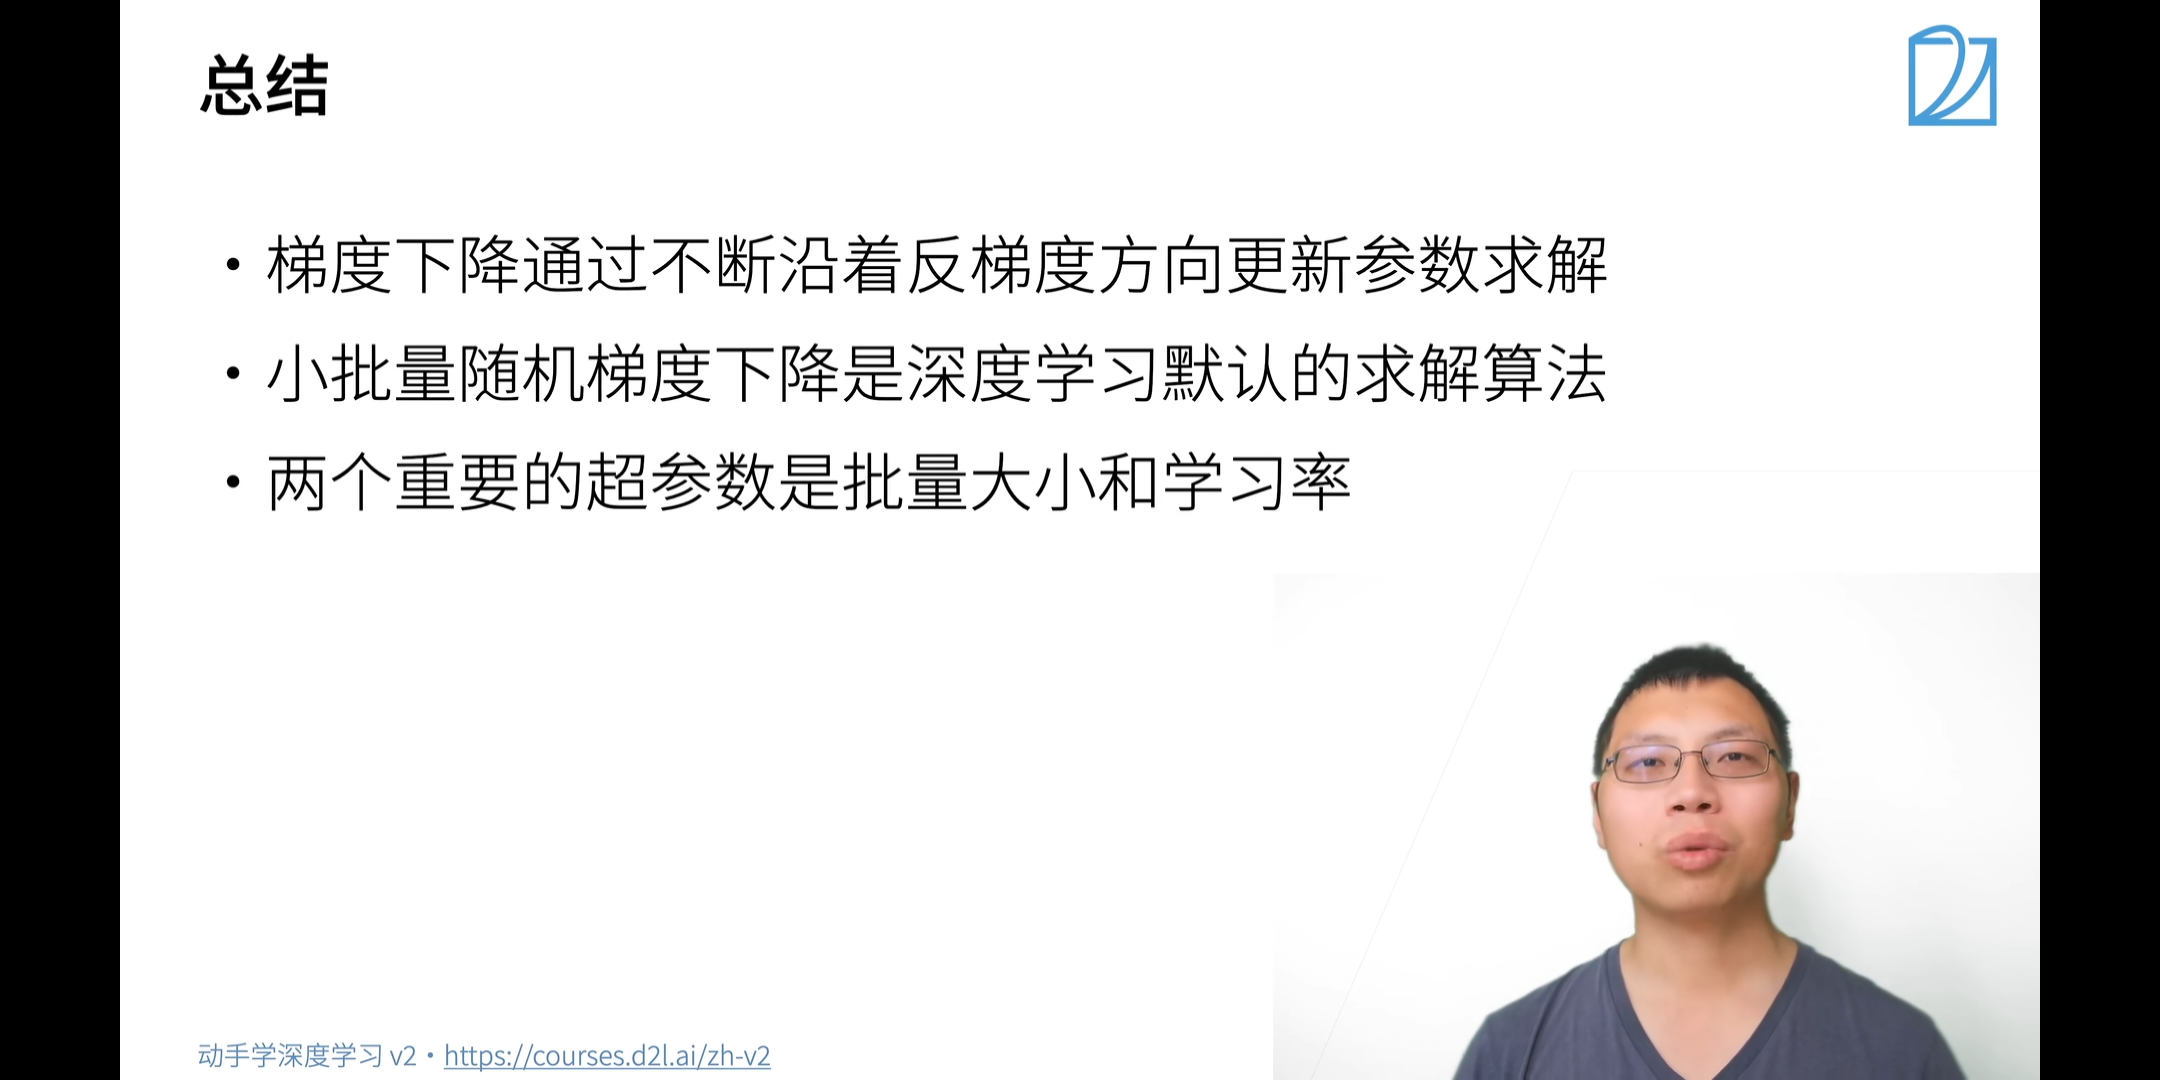 总结
• 梯度下降通过不断沿着反梯度方向更新参数求解
• 小批量随机梯度下降是深度学习默认的求解算法
• 两个重要的超参数是批量大小和学习率
动手学深度学习 v2 • https://courses.d2l.ai/zh-v2